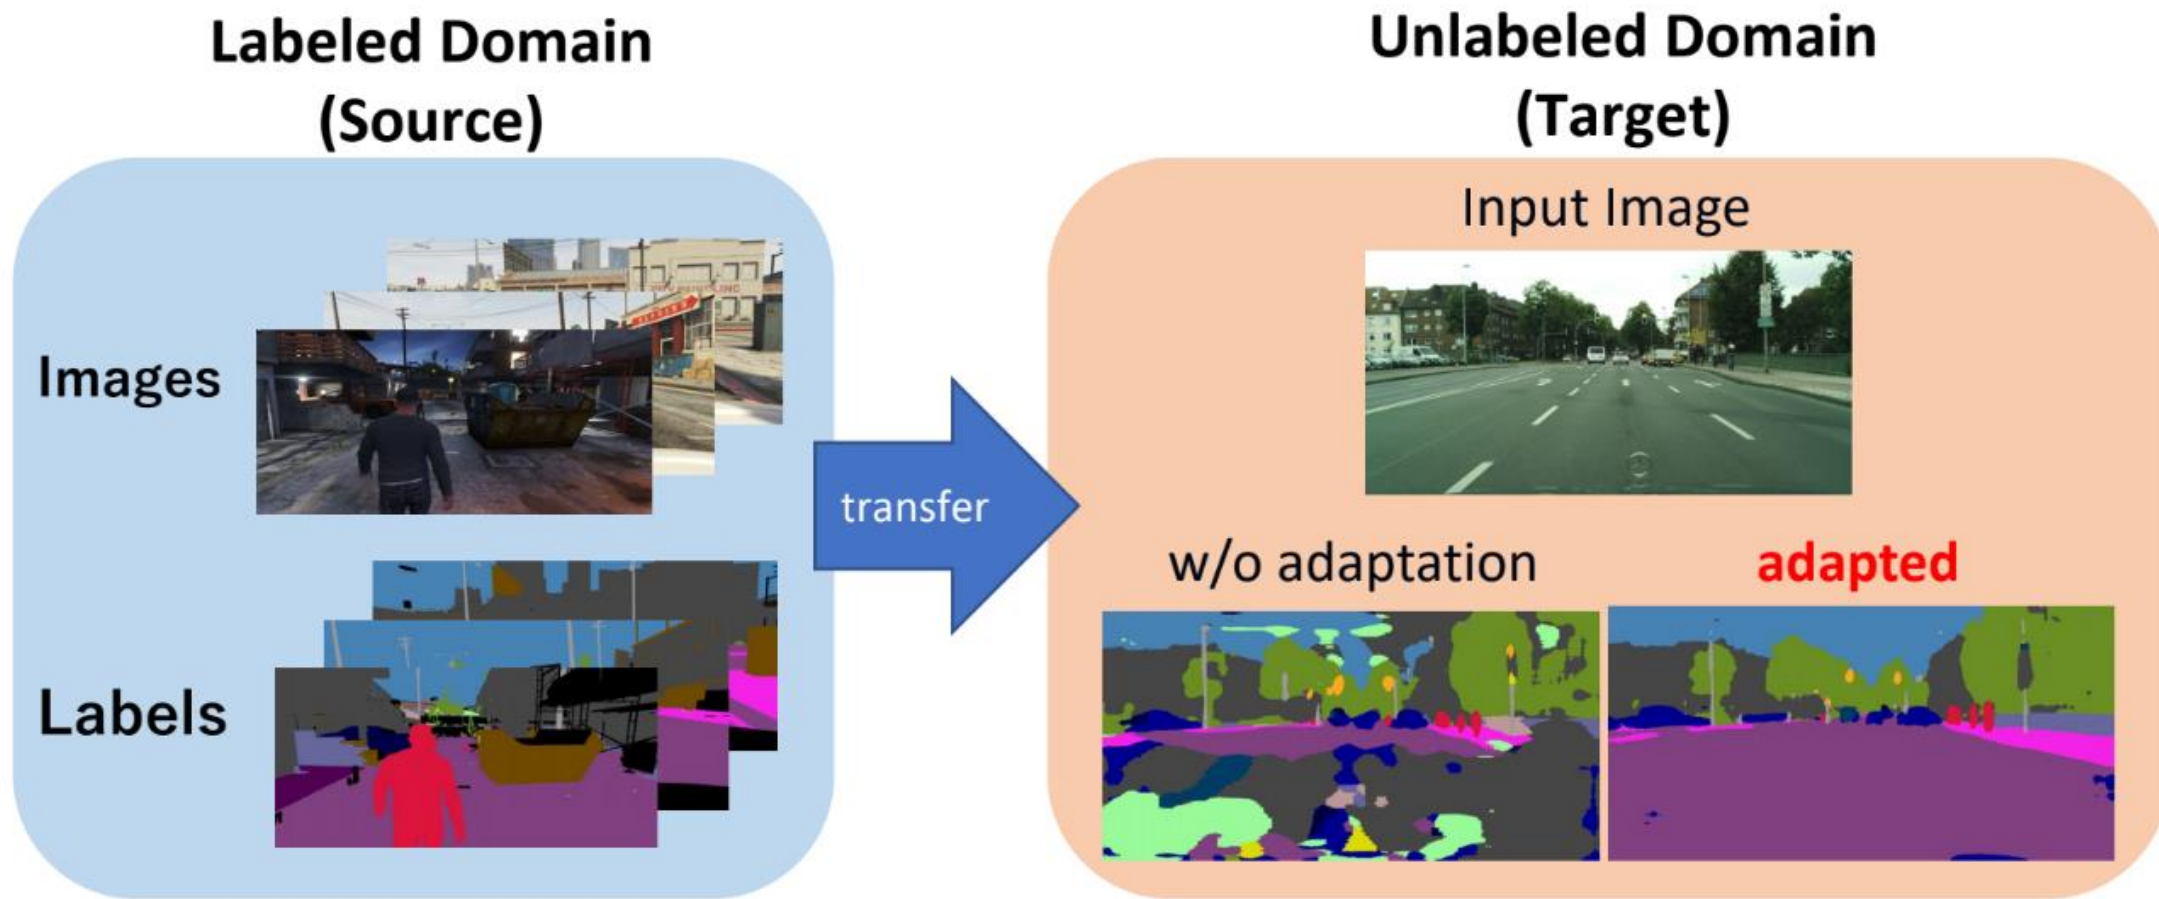 Labeled Domain
(Source)
Images
Labels
transfer
Unlabeled Domain
(Target)
Input Image
w/o adaptation
adapted